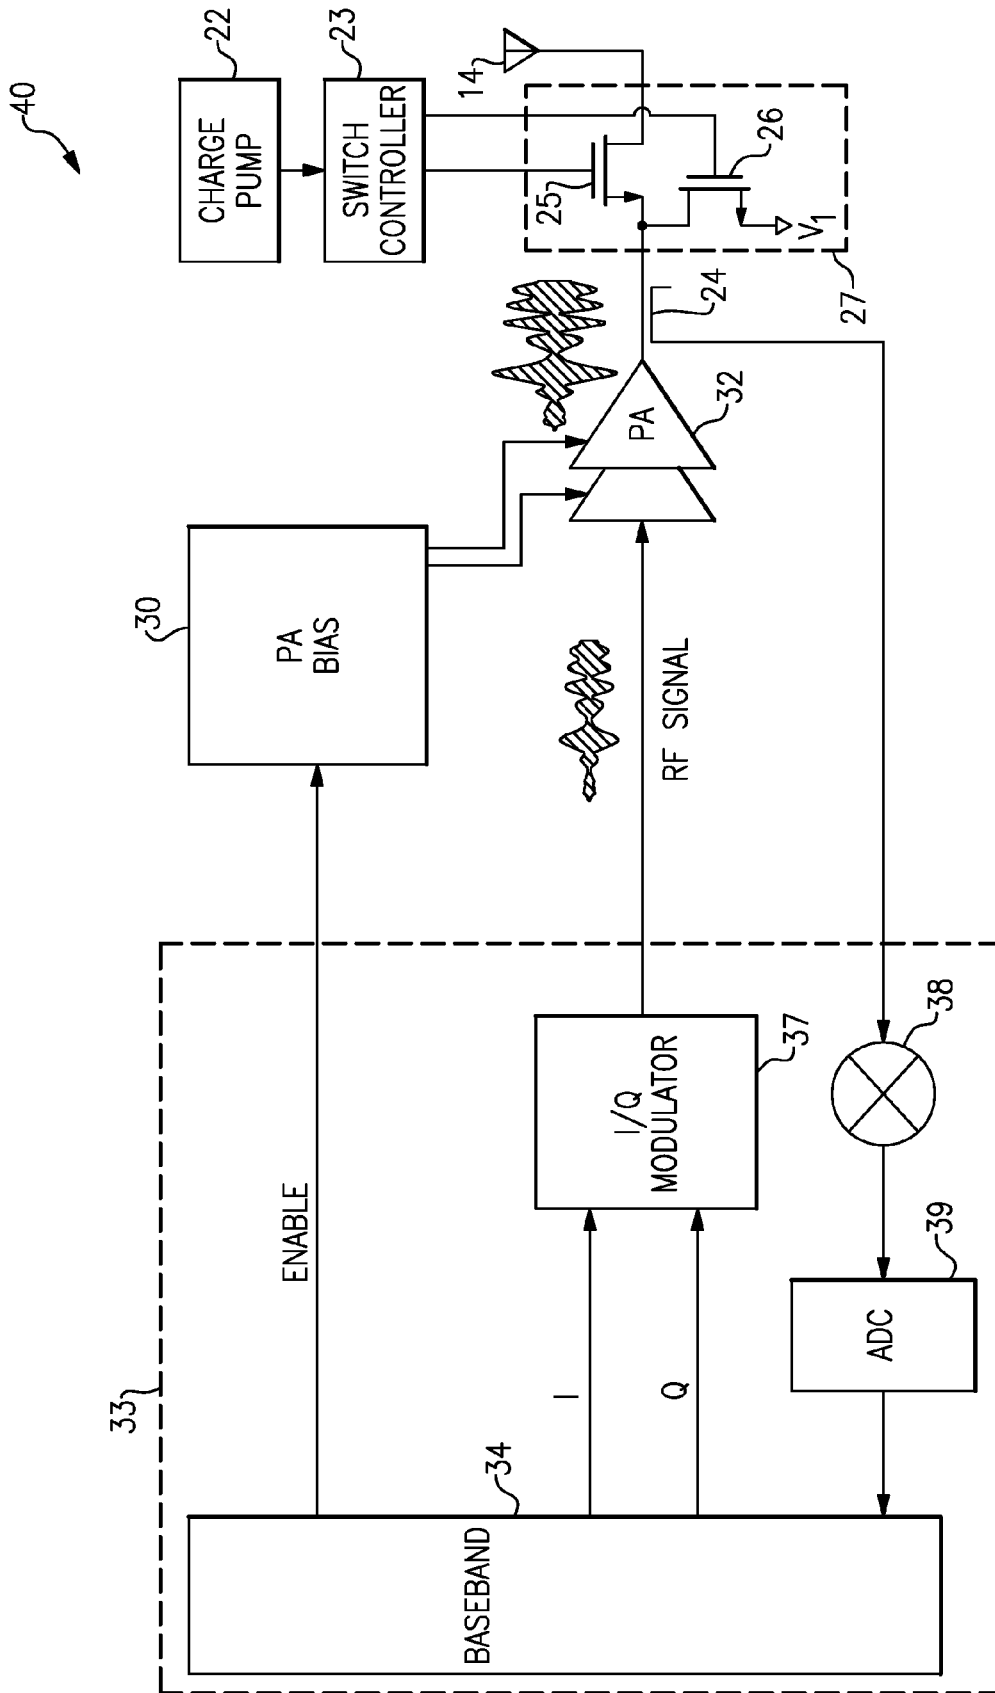 40
22
CHARGE
PUMP
23
SWITCH
CONTROLLER
14
25
26
V1
27
24
30
PA
BIAS
PA
32
RF SIGNAL
33
ENABLE
34
BASEBAND
I
Q
I/Q
MODULATOR
37
38
ADC
39